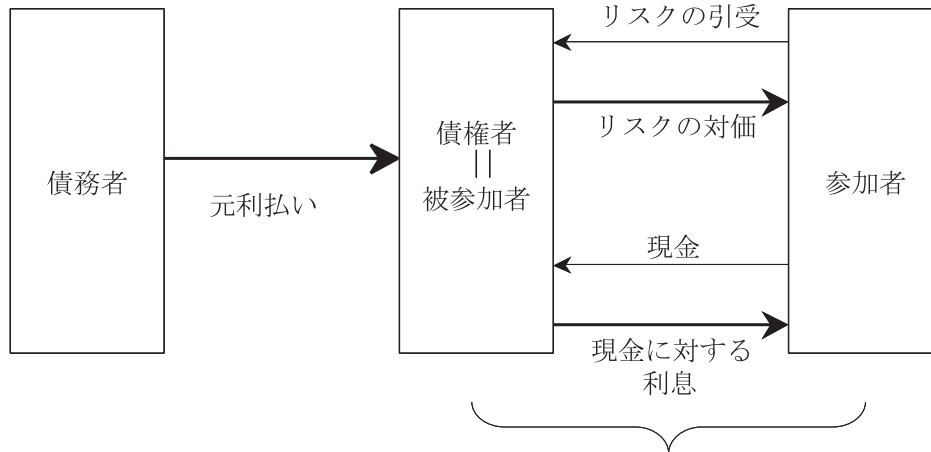 債務者
元利払い
債権者
||
被参加者
リスクの引受
リスクの対価
現金
現金に対する
利息
参加者